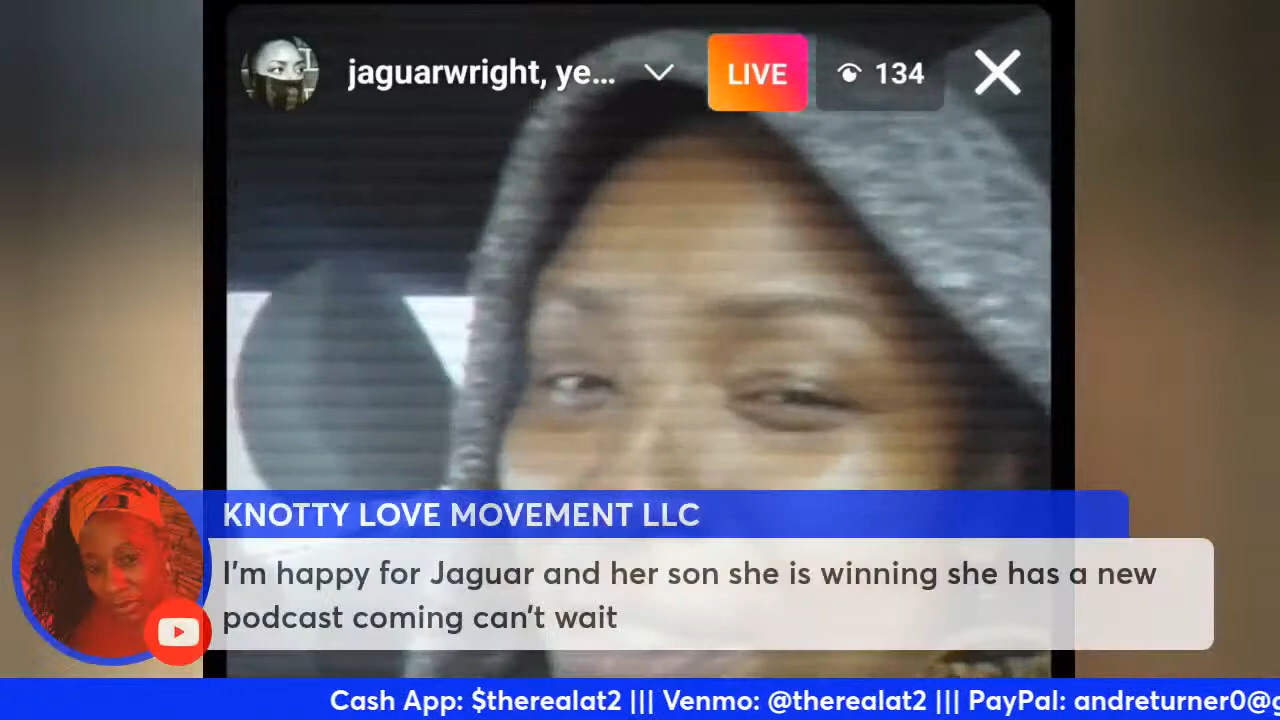 jaguarwright, ye...
LIVE
134
KNOTTY LOVE MOVEMENT LLC
I'm happy for Jaguar and her son she is winning she has a new
podcast coming can't wait
Cash App: $therealat2 ||| Venmo: @therealat2 ||| PayPal: andreturner0@g